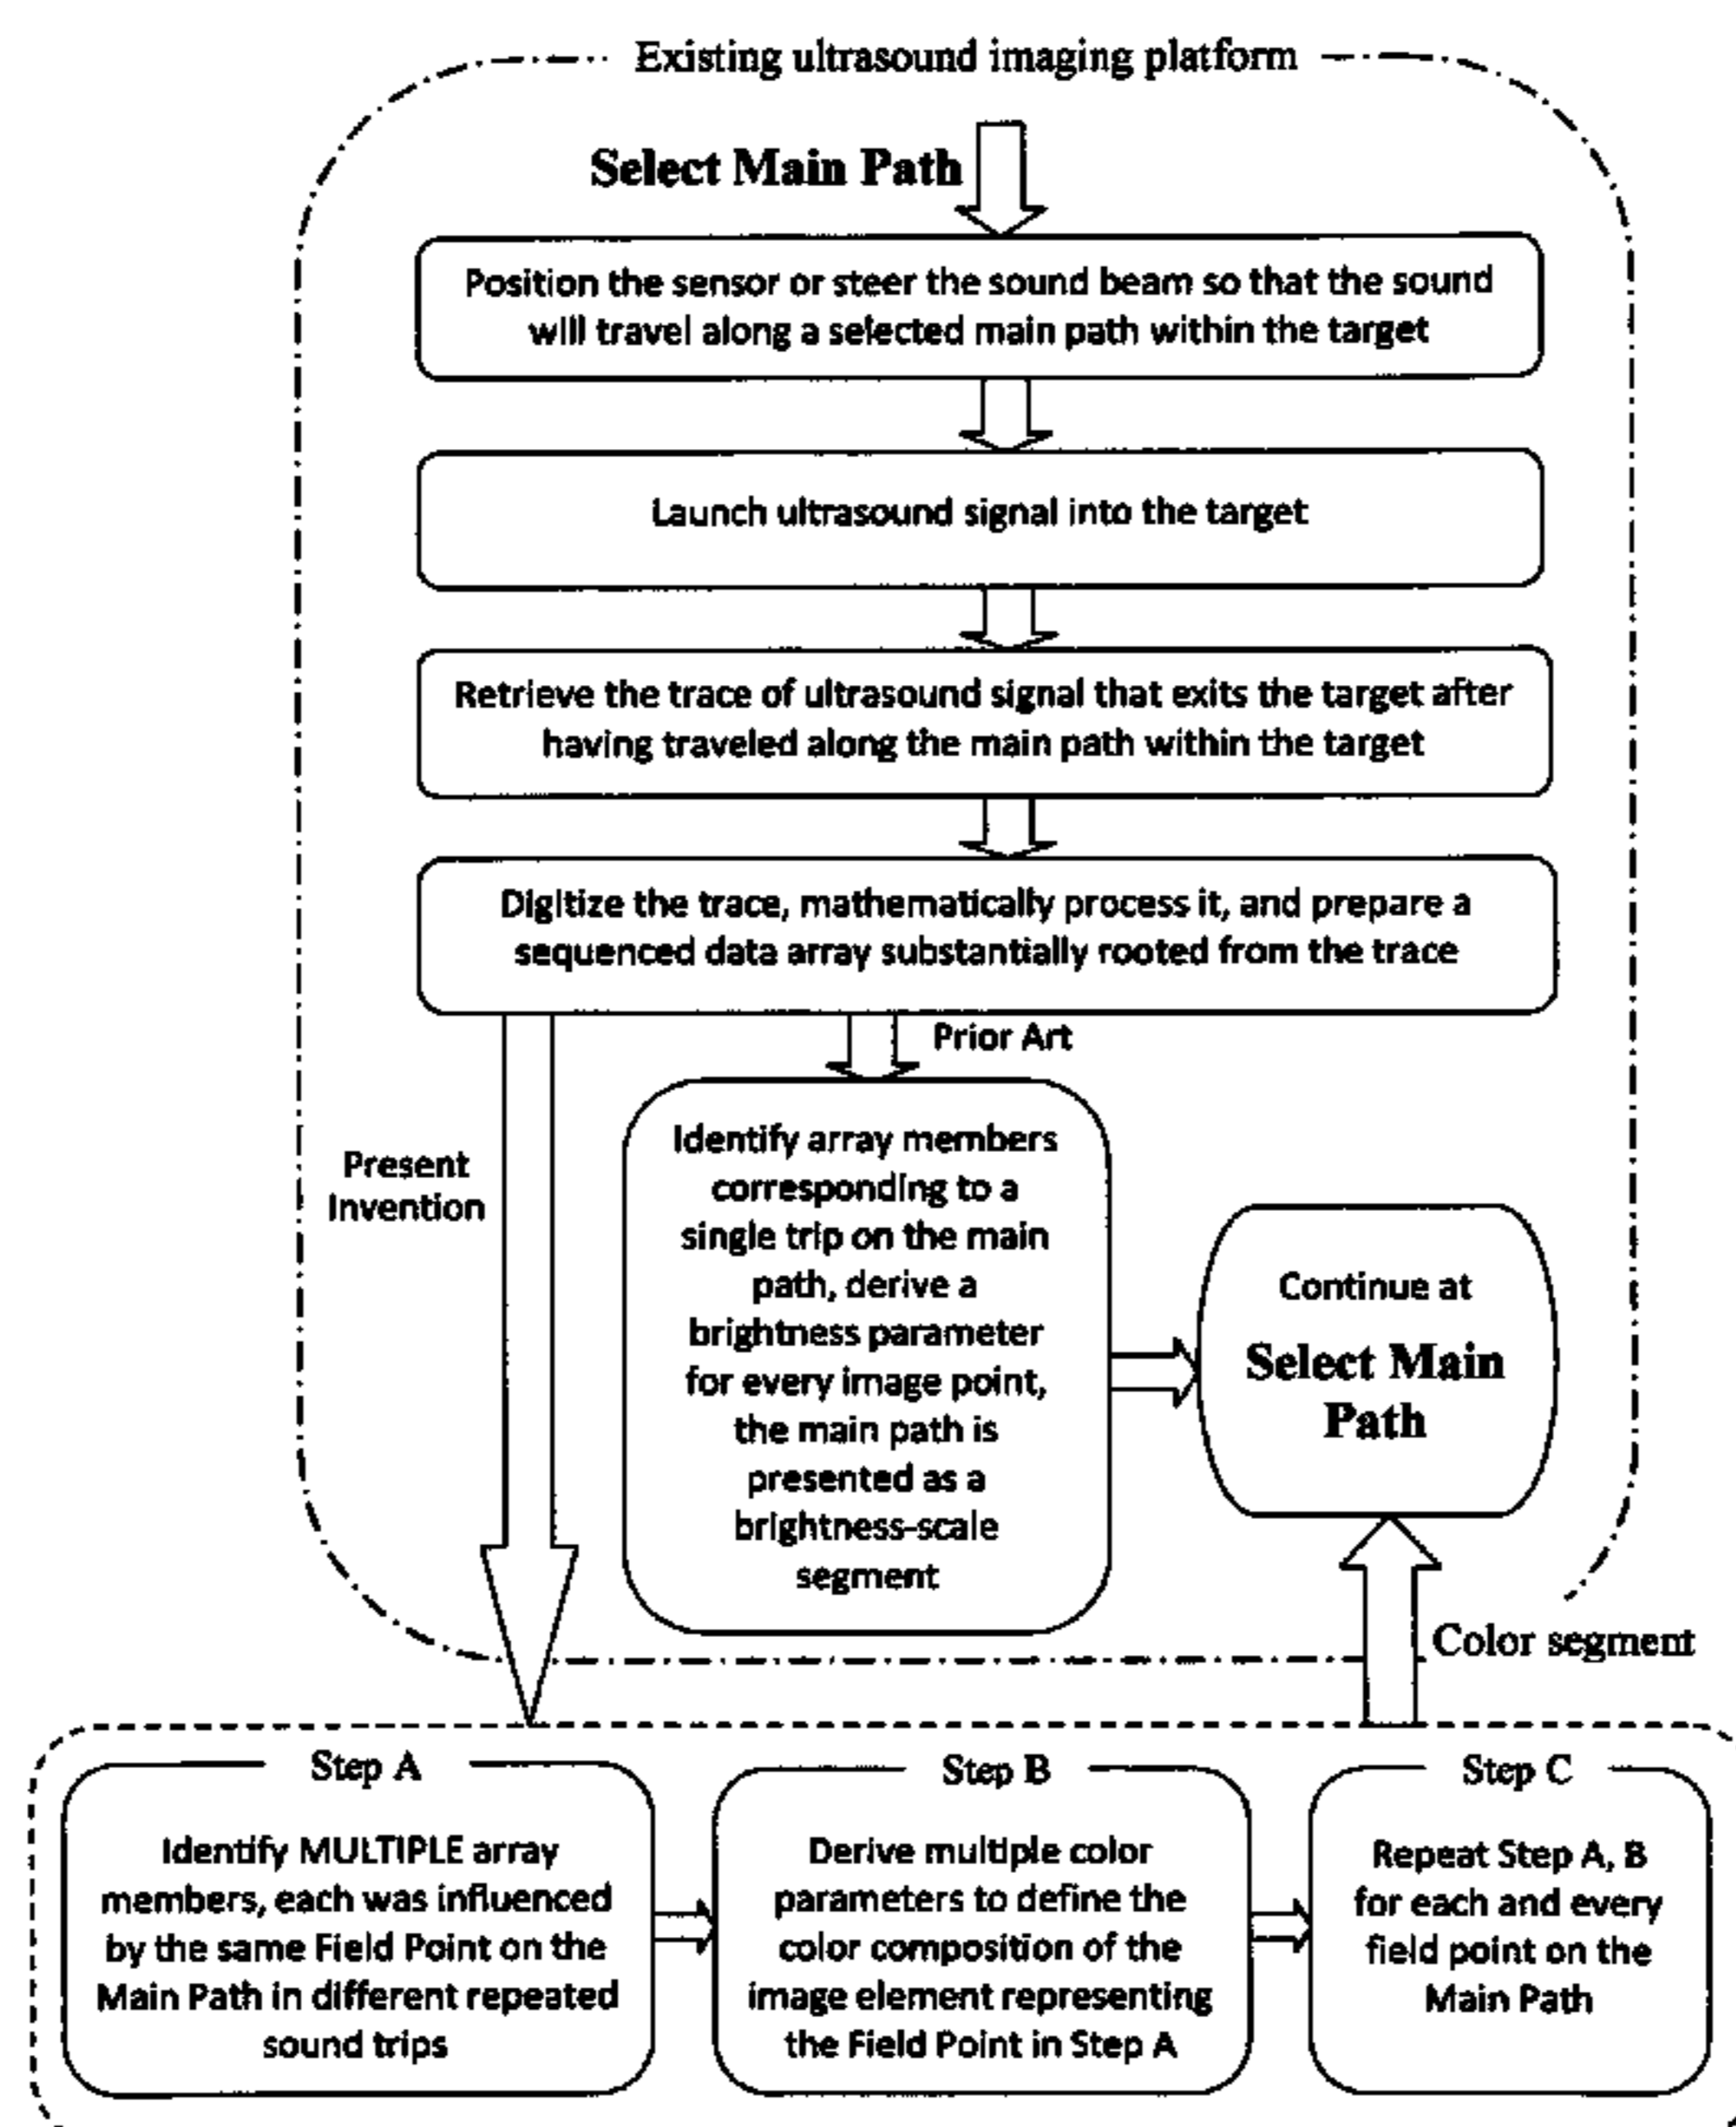 Existing ultrasound imaging platform
Select Main Path
Position the sensor or steer the sound beam so that the sound
will travel along a selected main path within the target
Launch ultrasound signal into the target
Retrieve the trace of ultrasound signal that exits the target after
having traveled along the main path within the target
Digitize the trace, mathematically process it, and prepare a
sequenced data array substantially rooted from the trace
Prior Art
Present
Invention
Identify array members
corresponding to a
single trip on the main
path, derive a
brightness parameter
for every image point,
the main path is
presented as a
brightness-scale
segment
Continue at
Select Main
Path
Color segment
Step A
Identify MULTIPLE array
members, each was influenced
by the same Field Point on the
Main Path in different repeated
sound trips
Step B
Derive multiple color
parameters to define the
color composition of the
image element representing
the Field Point in Step A
Step C
Repeat Step A, B
for each and every
field point on the
Main Path